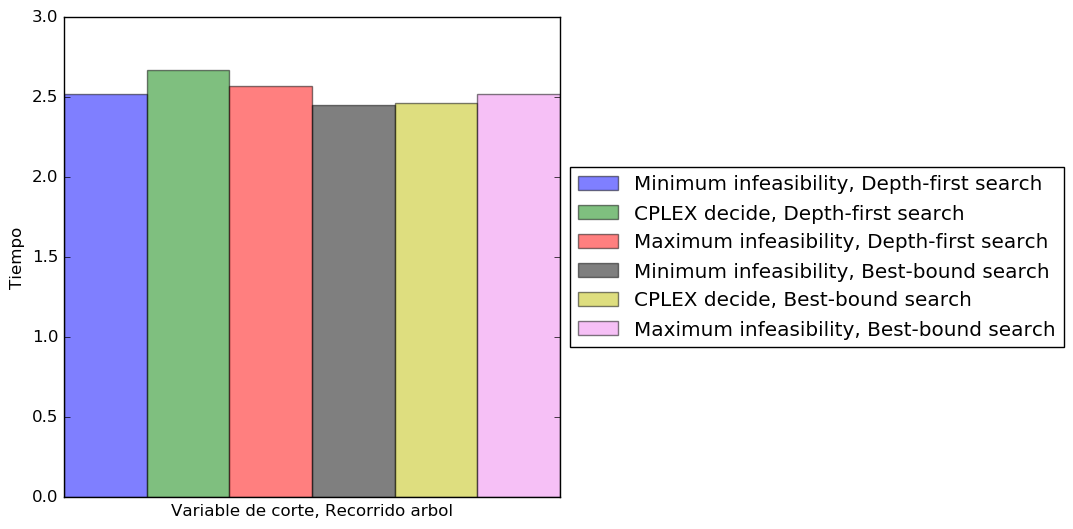 3.0
2.5
2.0
1.5
1.0
0.5
0.0
Tiempo
Variable de corte, Recorrido arbol
Minimum infeasibility, Depth-first search
CPLEX decide, Depth-first search
Maximum infeasibility, Depth-first search
Minimum infeasibility, Best-bound search
CPLEX decide, Best-bound search
Maximum infeasibility, Best-bound search